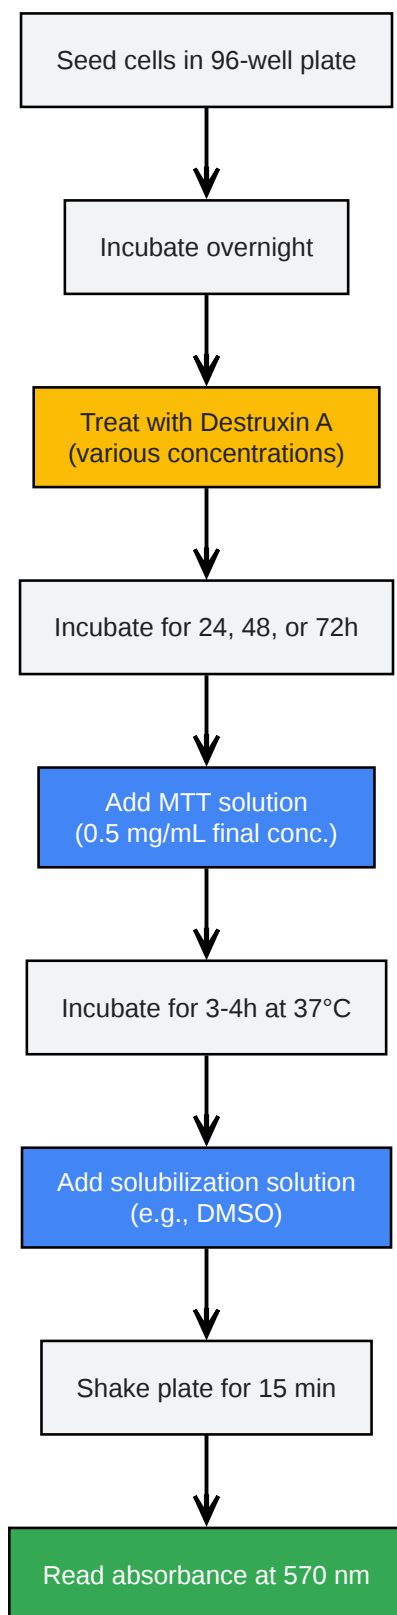 Seed cells in 96-well plate
Incubate overnight
Treat with Destruxin A
(various concentrations)
Incubate for 24, 48, or 72h
Add MTT solution
(0.5 mg/mL final conc.)
Incubate for 3-4h at 37°C
Add solubilization solution
(e.g., DMSO)
Shake plate for 15 min
Read absorbance at 570 nm